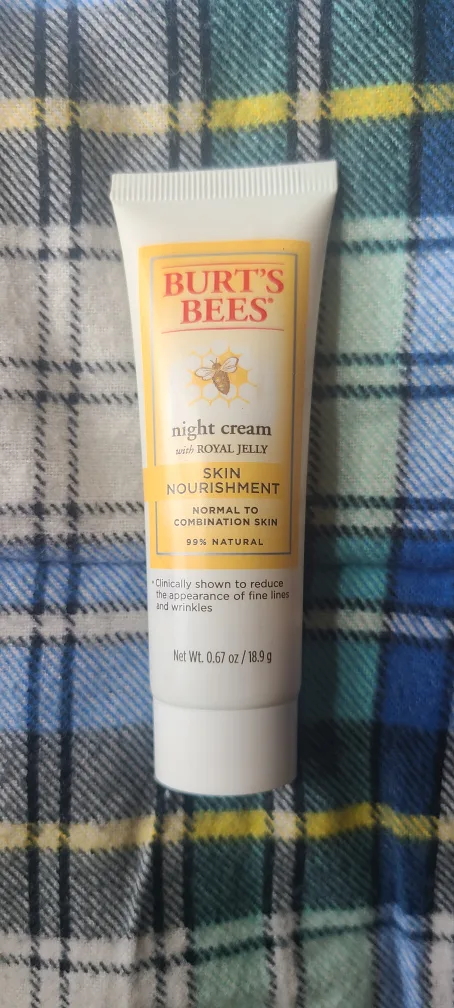 BURT'S
BEES®
night cream
with ROYAL JELLY
SKIN
NOURISHMENT
NORMAL TO
COMBINATION SKIN
99% NATURAL
• Clinically shown to reduce
the appearance of fine lines
and wrinkles
Net Wt. 0.67 oz / 18.9 g